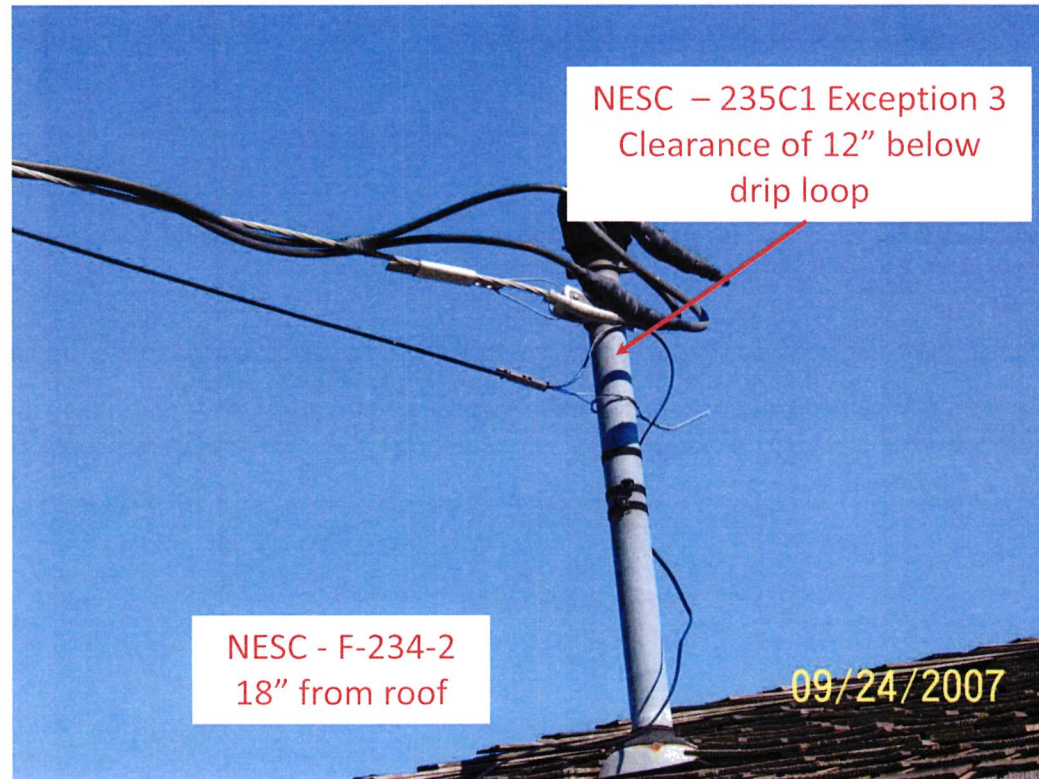 NESC – 235C1 Exception 3
Clearance of 12” below
drip loop
NESC - F-234-2
18” from roof
09/24/2007